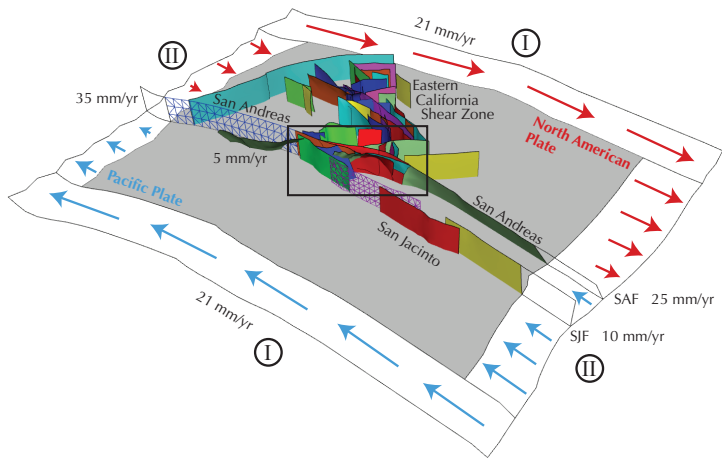 21 mm/yr
I
II
35 mm/yr
San Andreas
Eastern
California
Shear Zone
North American
Plate
5 mm/yr
Pacific Plate
San Andreas
San Jacinto
21 mm/yr
I
SAF 25 mm/yr
SJF 10 mm/yr
II